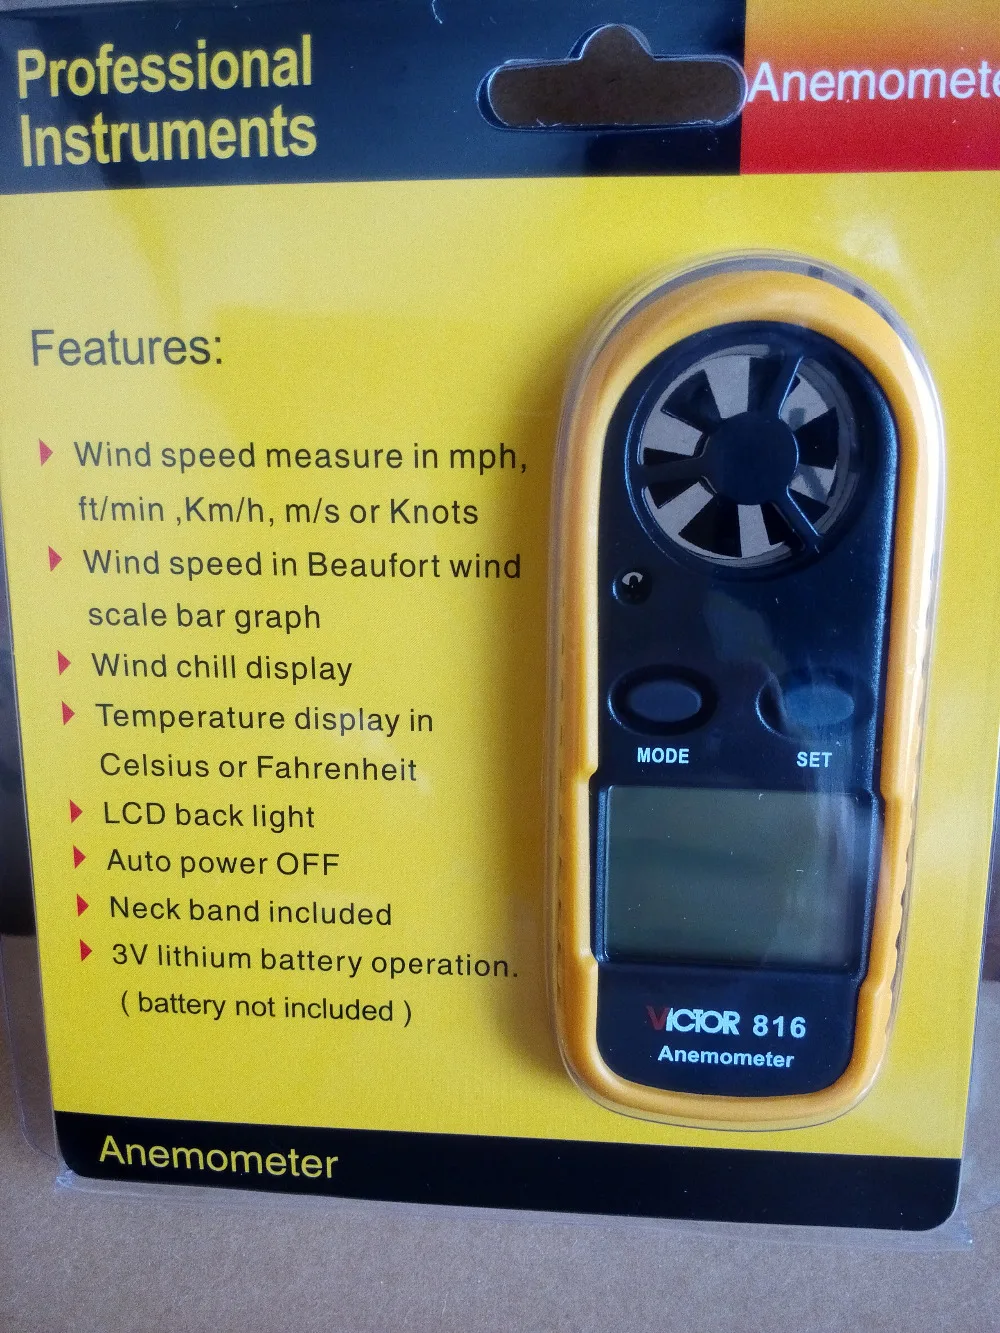 Professional
Instruments
Anemomete
Features:
Wind speed measure in mph,
ft/min ,Km/h, m/s or Knots
Wind speed in Beaufort wind
scale bar graph
Wind chill display
Temperature display in
Celsius or Fahrenheit
LCD back light
Auto power OFF
Neck band included
3V lithium battery operation.
( battery not included )
MODE
SET
VICTOR 816
Anemometer
Anemometer